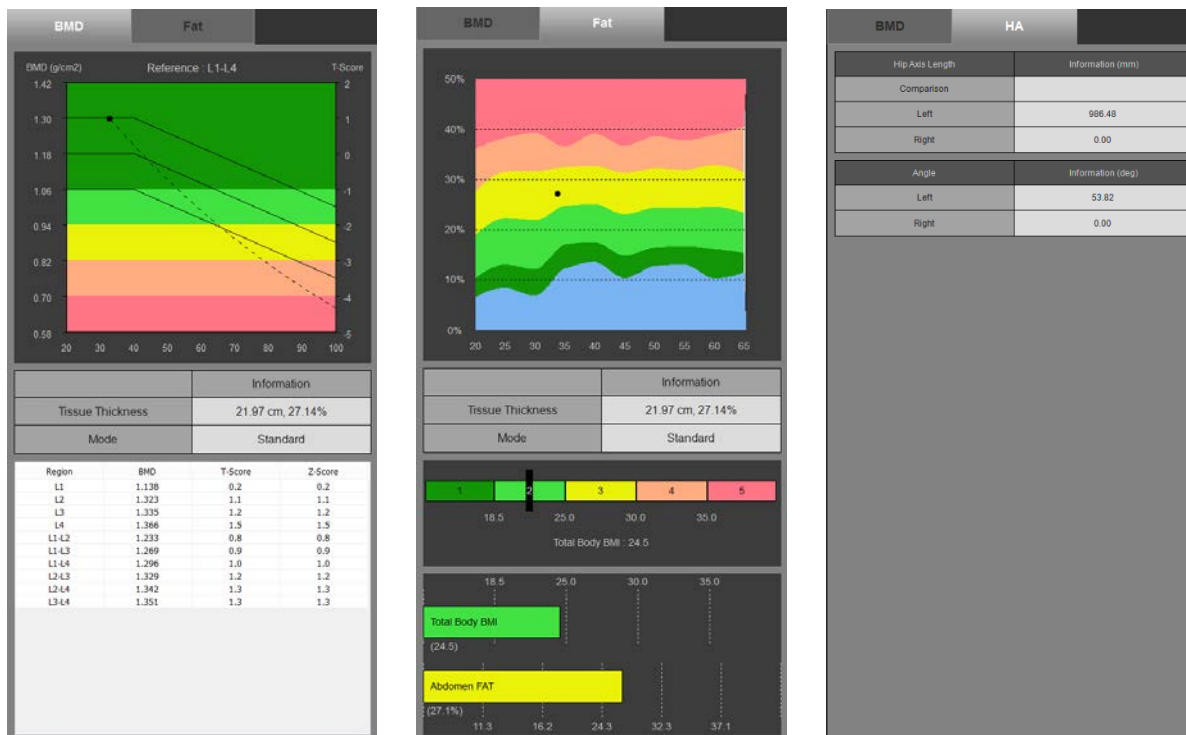 BMD Fat
BMD (g/cm2) Reference : L1-L4 T-Score
1.42 2
1.30 1
1.18 0
1.06 -1
0.94 -2
0.82 -3
0.70 -4
0.58 -5
20 30 40 50 60 70 80 90 100
Information
Tissue Thickness 21.97 cm, 27.14%
Mode Standard
Region BMD T-Score Z-Score
L1 1.138 0.2 0.2
L2 1.323 1.1 1.1
L3 1.335 1.2 1.2
L4 1.366 1.5 1.5
L1-L2 1.233 0.8 0.8
L1-L3 1.269 0.9 0.9
L1-L4 1.296 1.0 1.0
L2-L3 1.329 1.2 1.2
L2-L4 1.342 1.3 1.3
L3-L4 1.351 1.3 1.3
BMD Fat
50%
40%
30%
20%
10%
0%
20 25 30 35 40 45 50 55 60 65
Information
Tissue Thickness 21.97 cm, 27.14%
Mode Standard
1 2 3 4 5
18.5 25.0 30.0 35.0
Total Body BMI : 24.5
18.5 25.0 30.0 35.0
Total Body BMI
(24.5)
Abdomen FAT
(27.1%)
11.3 16.2 24.3 32.3 37.1
BMD HA
Hip Axis Length Information (mm)
Comparison
Left 986.48
Right 0.00
Angle Information (deg)
Left 53.82
Right 0.00